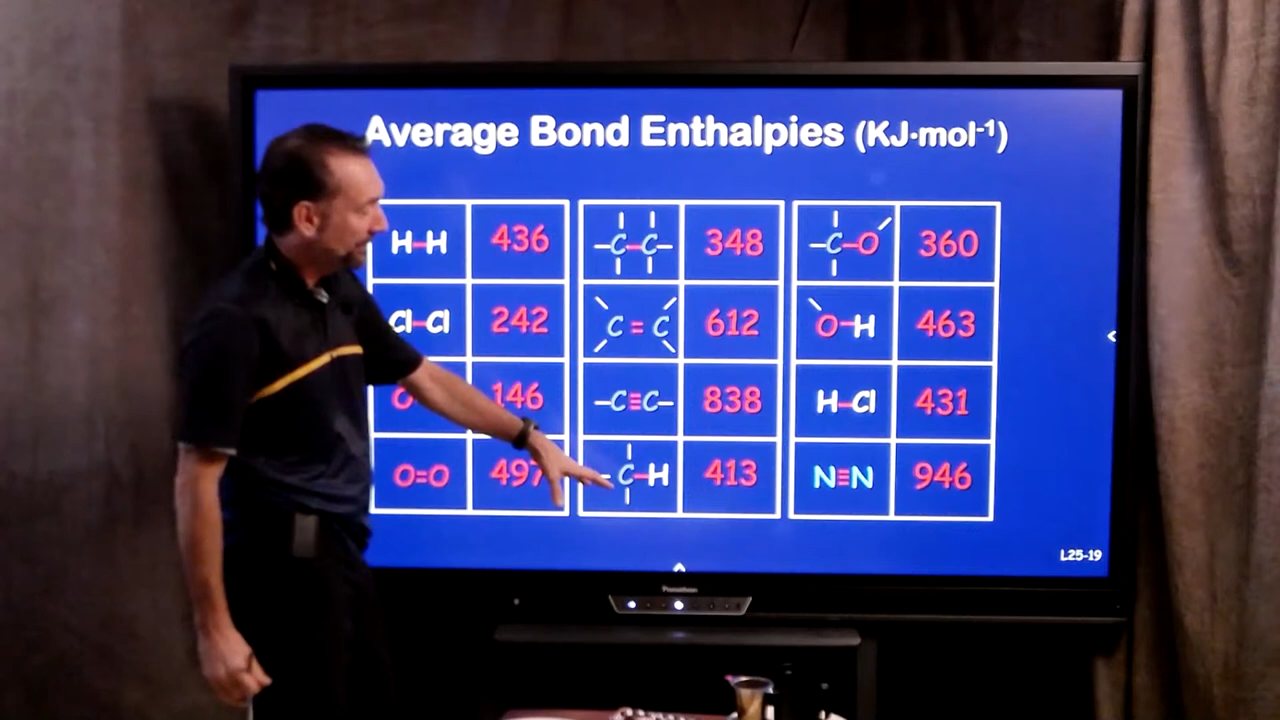 Average Bond Enthalpies (KJ·mol⁻¹)
H–H 436
Cl–Cl 242
O 146
O=O 497
–C–C– 348
C=C 612
–C≡C– 838
–C–H 413
–C–O 360
O–H 463
H–Cl 431
N≡N 946
L25-19
Promethean